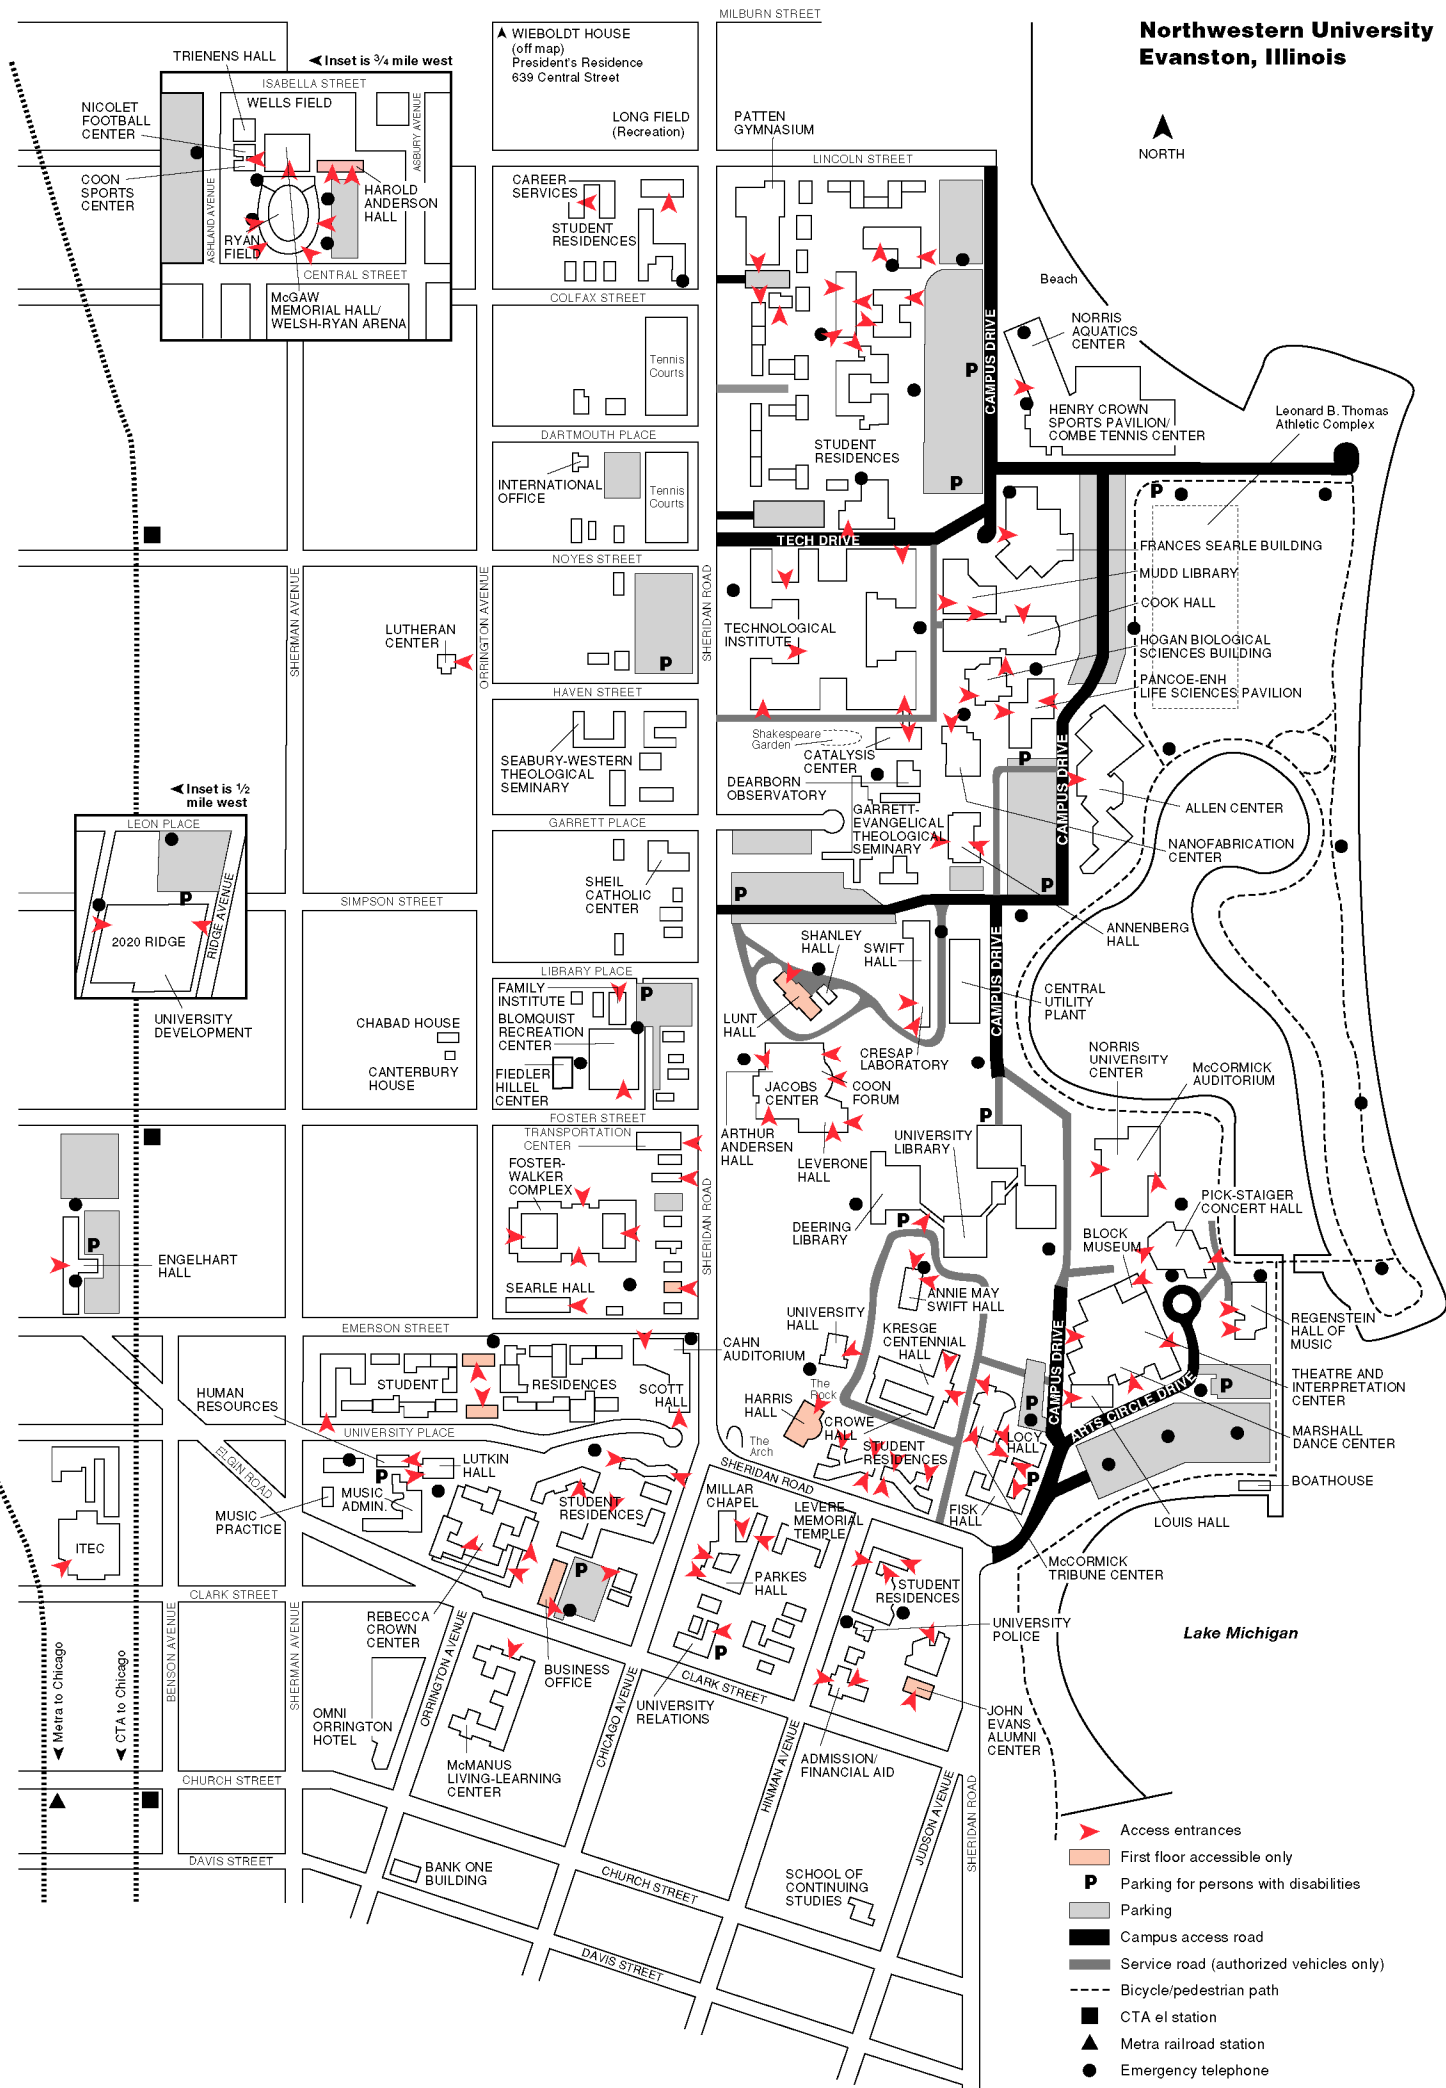 MILBURN STREET
Northwestern University
Evanston, Illinois
NORTH
WIEBOLDT HOUSE
(off map)
President's Residence
639 Central Street
LONG FIELD
(Recreation)
TRIENENS HALL
Inset is 3/4 mile west
ISABELLA STREET
WELLS FIELD
NICOLET
FOOTBALL
CENTER
COON
SPORTS
CENTER
ASHLAND AVENUE
ASBURY AVENUE
HAROLD
ANDERSON
HALL
RYAN
FIELD
CENTRAL STREET
McGAW
MEMORIAL HALL/
WELSH-RYAN ARENA
PATTEN
GYMNASIUM
LINCOLN STREET
CAREER
SERVICES
STUDENT
RESIDENCES
COLFAX STREET
Beach
NORRIS
AQUATICS
CENTER
CAMPUS DRIVE
P
Tennis
Courts
HENRY CROWN
SPORTS PAVILION/
COMBE TENNIS CENTER
Leonard B. Thomas
Athletic Complex
DARTMOUTH PLACE
STUDENT
RESIDENCES
INTERNATIONAL
OFFICE
Tennis
Courts
P
P
TECH DRIVE
FRANCES SEARLE BUILDING
NOYES STREET
MUDD LIBRARY
COOK HALL
SHERMAN AVENUE
ORRINGTON AVENUE
SHERIDAN ROAD
LUTHERAN
CENTER
TECHNOLOGICAL
INSTITUTE
HOGAN BIOLOGICAL
SCIENCES BUILDING
P
PANCOE-ENH
LIFE SCIENCES PAVILION
HAVEN STREET
Shakespeare
Garden
CATALYSIS
CENTER
SEABURY-WESTERN
THEOLOGICAL
SEMINARY
DEARBORN
OBSERVATORY
P
CAMPUS DRIVE
ALLEN CENTER
Inset is 1/2
mile west
LEON PLACE
P
RIDGE AVENUE
2020 RIDGE
UNIVERSITY
DEVELOPMENT
GARRETT PLACE
GARRETT-
EVANGELICAL
THEOLOGICAL
SEMINARY
NANOFABRICATION
CENTER
SHEIL
CATHOLIC
CENTER
P
P
SIMPSON STREET
ANNENBERG
HALL
SHANLEY
HALL
SWIFT
HALL
CAMPUS DRIVE
LIBRARY PLACE
FAMILY
INSTITUTE
P
BLOMQUIST
RECREATION
CENTER
CENTRAL
UTILITY
PLANT
LUNT
HALL
CHABAD HOUSE
CANTERBURY
HOUSE
FIEDLER
HILLEL
CENTER
CRESAP
LABORATORY
NORRIS
UNIVERSITY
CENTER
McCORMICK
AUDITORIUM
JACOBS
CENTER
COON
FORUM
FOSTER STREET
P
TRANSPORTATION
CENTER
ARTHUR
ANDERSEN
HALL
UNIVERSITY
LIBRARY
LEVERONE
HALL
FOSTER-
WALKER
COMPLEX
SHERIDAN ROAD
PICK-STAIGER
CONCERT HALL
DEERING
LIBRARY
P
BLOCK
MUSEUM
P
ENGELHART
HALL
SEARLE HALL
ANNIE MAY
SWIFT HALL
UNIVERSITY
HALL
REGENSTEIN
HALL OF
MUSIC
EMERSON STREET
KRESGE
CENTENNIAL
HALL
CAHN
AUDITORIUM
CAMPUS DRIVE
STUDENT
RESIDENCES
SCOTT
HALL
The
Rock
P
P
THEATRE AND
INTERPRETATION
CENTER
HUMAN
RESOURCES
HARRIS
HALL
CROWE
HALL
ARTS CIRCLE DRIVE
UNIVERSITY PLACE
The
Arch
LOCY
HALL
MARSHALL
DANCE CENTER
STUDENT
RESIDENCES
ELGIN ROAD
LUTKIN
HALL
P
P
BOATHOUSE
SHERIDAN ROAD
MUSIC
ADMIN.
MUSIC
PRACTICE
MILLAR
CHAPEL
STUDENT
RESIDENCES
LEVERE
MEMORIAL
TEMPLE
FISK
HALL
LOUIS HALL
ITEC
P
PARKES
HALL
McCORMICK
TRIBUNE CENTER
CLARK STREET
STUDENT
RESIDENCES
REBECCA
CROWN
CENTER
UNIVERSITY
POLICE
BENSON AVENUE
SHERMAN AVENUE
Metra to Chicago
CTA to Chicago
P
Lake Michigan
BUSINESS
OFFICE
CLARK STREET
ORRINGTON AVENUE
UNIVERSITY
RELATIONS
OMNI
ORRINGTON
HOTEL
CHICAGO AVENUE
JOHN
EVANS
ALUMNI
CENTER
HINMAN AVENUE
ADMISSION/
FINANCIAL AID
McMANUS
LIVING-LEARNING
CENTER
CHURCH STREET
JUDSON AVENUE
SHERIDAN ROAD
DAVIS STREET
BANK ONE
BUILDING
CHURCH STREET
SCHOOL OF
CONTINUING
STUDIES
DAVIS STREET
Access entrances
First floor accessible only
P
Parking for persons with disabilities
Parking
Campus access road
Service road (authorized vehicles only)
Bicycle/pedestrian path
CTA el station
Metra railroad station
Emergency telephone